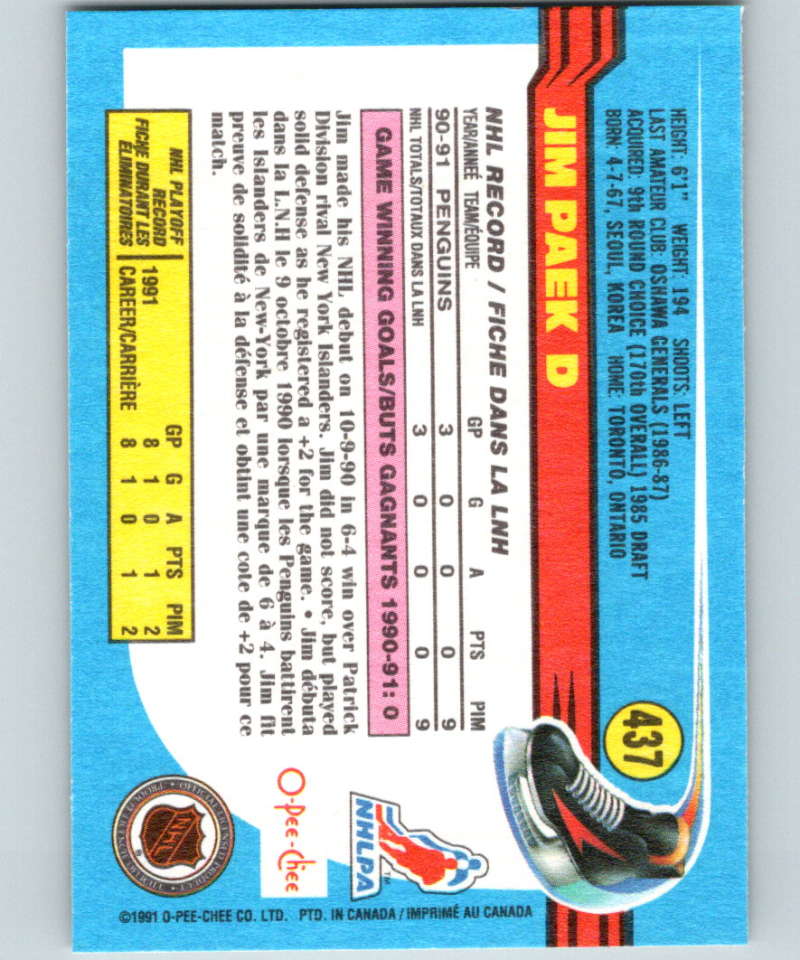 437
HEIGHT: 6'1" WEIGHT: 194 SHOOTS: LEFT
LAST AMATEUR CLUB: OSHAWA GENERALS (1986-87)
ACQUIRED: 9th ROUND CHOICE (170th OVERALL) 1985 DRAFT
BORN: 4-7-67, SEOUL, KOREA HOME: TORONTO, ONTARIO
JIM PAEK D
NHL RECORD / FICHE DANS LA LNH
YEAR/ANNÉE TEAM/ÉQUIPE GP G A PTS PIM
90-91 PENGUINS 3 0 0 0 9
NHL TOTALS/TOTAUX DANS LA LNH 3 0 0 0 9
GAME WINNING GOALS/BUTS GAGNANTS 1990-91: 0
Jim made his NHL debut on 10-9-90 in 6-4 win over Patrick
Division rival New York Islanders. Jim did not score, but played
solid defense as he registered a +2 for the game. • Jim débuta
dans la L.N.H le 9 octobre 1990 lorsque les Penguins battirent
les Islanders de New-York par une marque de 6 à 4. Jim fit
preuve de solidité à la défense et obtint une cote de +2 pour ce
match.
NHL PLAYOFF RECORD
FICHE DURANT LES ÉLIMINATOIRES
GP G A PTS PIM
1991 8 1 0 1 2
CAREER/CARRIÈRE 8 1 0 1 2
NHLPA
TM
O-Pee-Chee
NHL
©1991 O-PEE-CHEE CO. LTD. PTD. IN CANADA / IMPRIMÉ AU CANADA